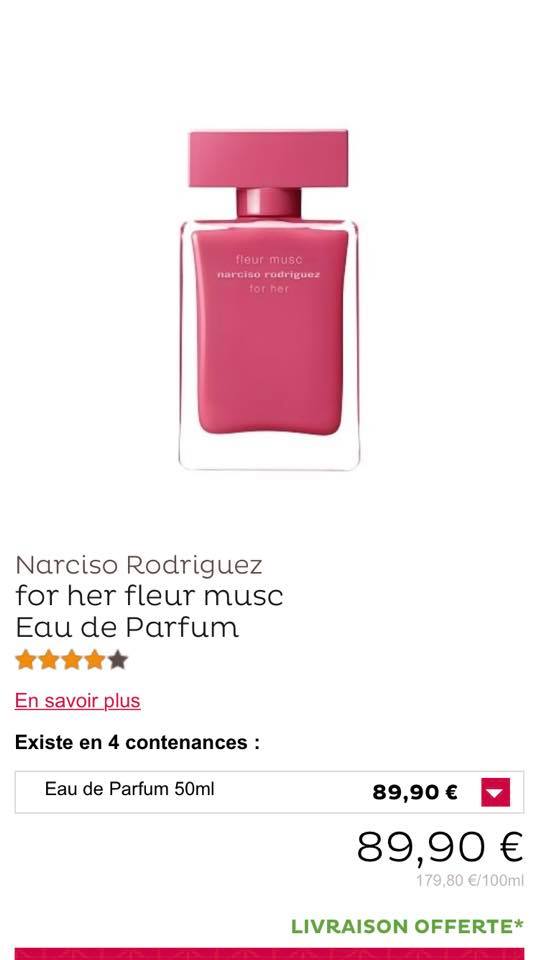 fleur musc
narciso rodriguez
for her
Narciso Rodriguez
for her fleur musc
Eau de Parfum
En savoir plus
Existe en 4 contenances :
Eau de Parfum 50ml 89,90 €
89,90 €
179,80 €/100ml
LIVRAISON OFFERTE*